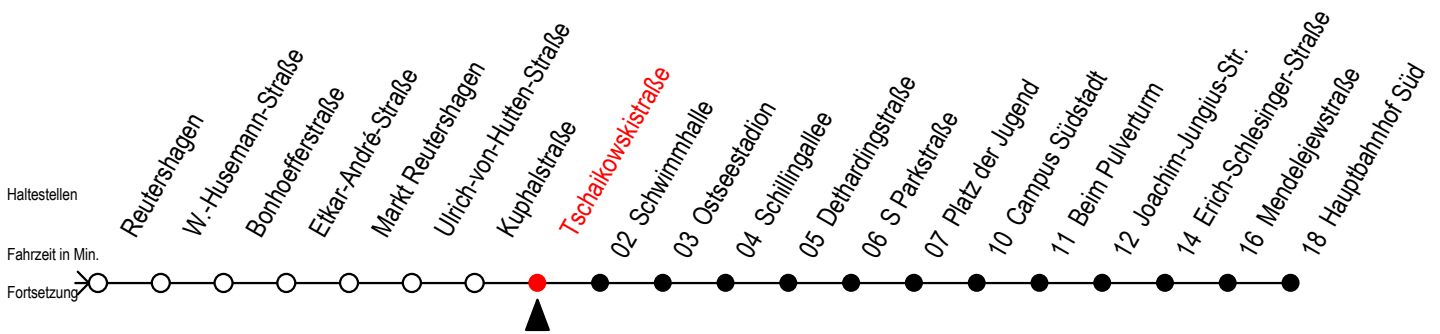 Haltestellen
Reutershagen
W.-Husemann-Straße
Bonhoefferstraße
Etkar-André-Straße
Markt Reutershagen
Ulrich-von-Hutten-Straße
Kuphalstraße
Tschaikowskistraße
02 Schwimmhalle
03 Ostseestadion
04 Schillingallee
05 Dethardingstraße
06 S Parkstraße
07 Platz der Jugend
10 Campus Südstadt
11 Beim Pulverturm
12 Joachim-Jungius-Str.
14 Erich-Schlesinger-Straße
16 Mendelejewstraße
18 Hauptbahnhof Süd
Fahrzeit in Min.
Fortsetzung